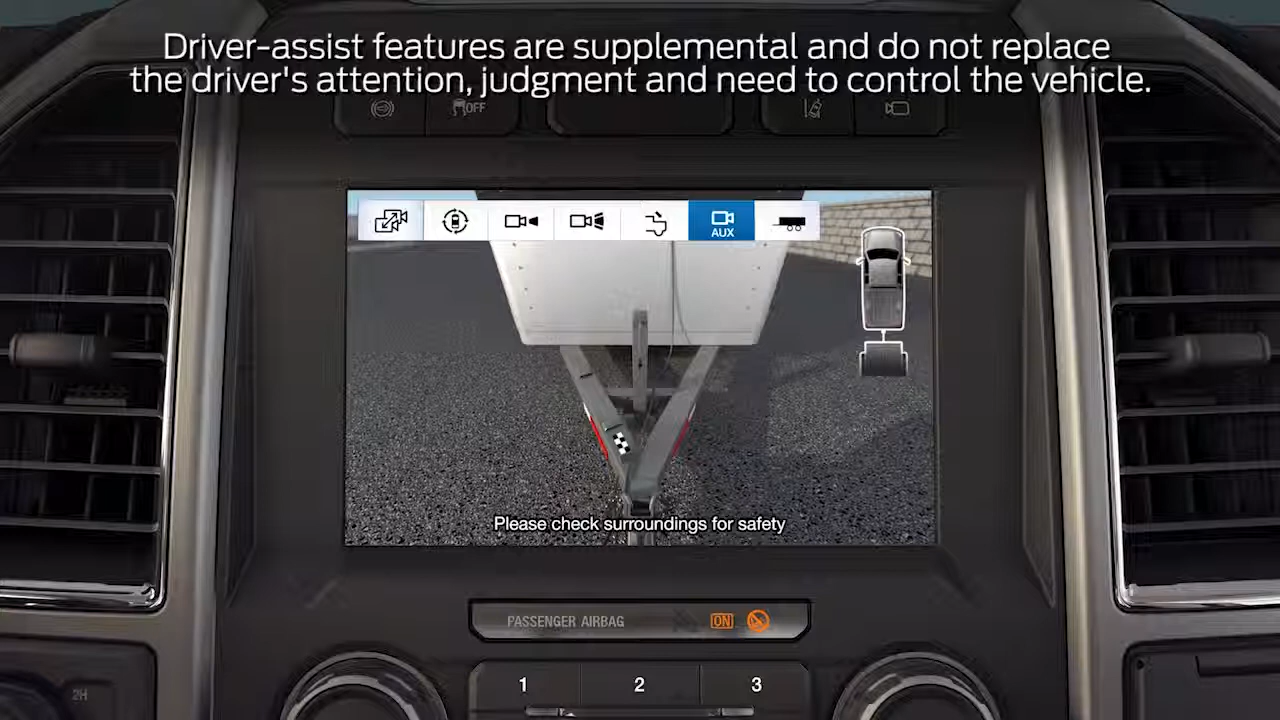 Driver-assist features are supplemental and do not replace
the driver's attention, judgment and need to control the vehicle.
OFF
AUX
Please check surroundings for safety
PASSENGER AIRBAG ON
2H
1 2 3